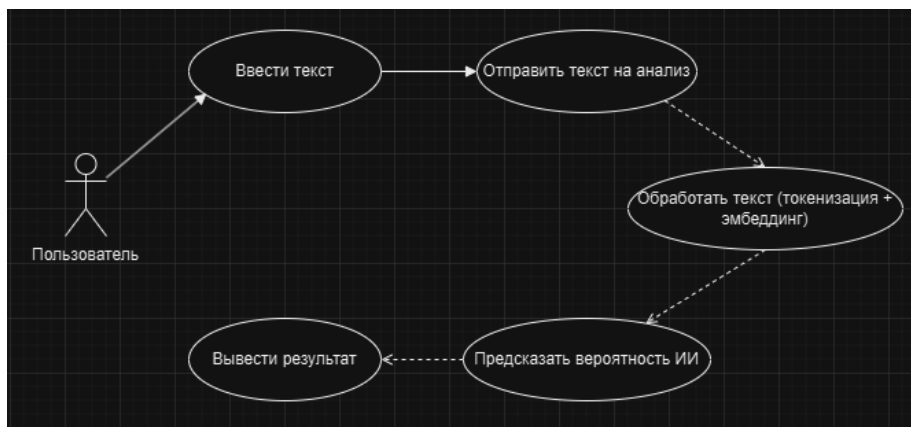 Ввести текст
Отправить текст на анализ
Обработать текст (токенизация +
эмбеддинг)
Пользователь
Вывести результат
Предсказать вероятность ИИ